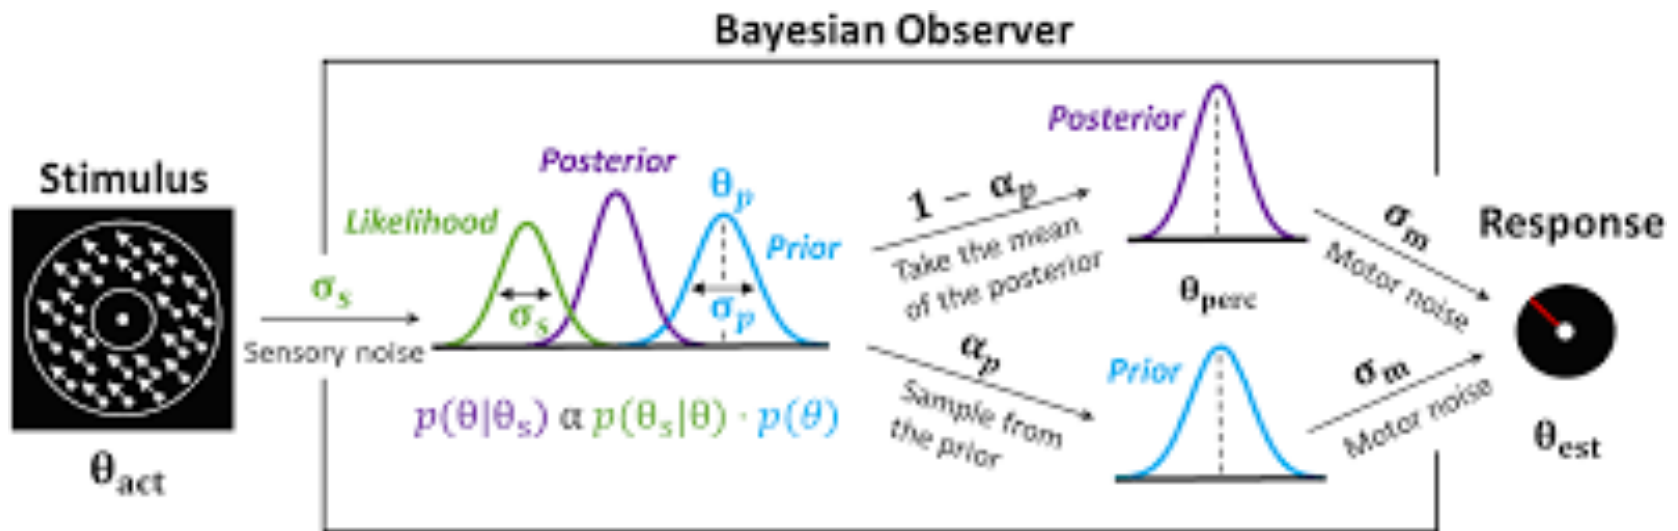 Bayesian Observer
Stimulus
θact
σs
Sensory noise
Likelihood
Posterior
θp
Prior
σs
σp
p(θ|θs) α p(θs|θ) · p(θ)
1 − αp
Take the mean
of the posterior
αp
Sample from
the prior
Posterior
θperc
Prior
σm
Motor noise
σm
Motor noise
Response
θest